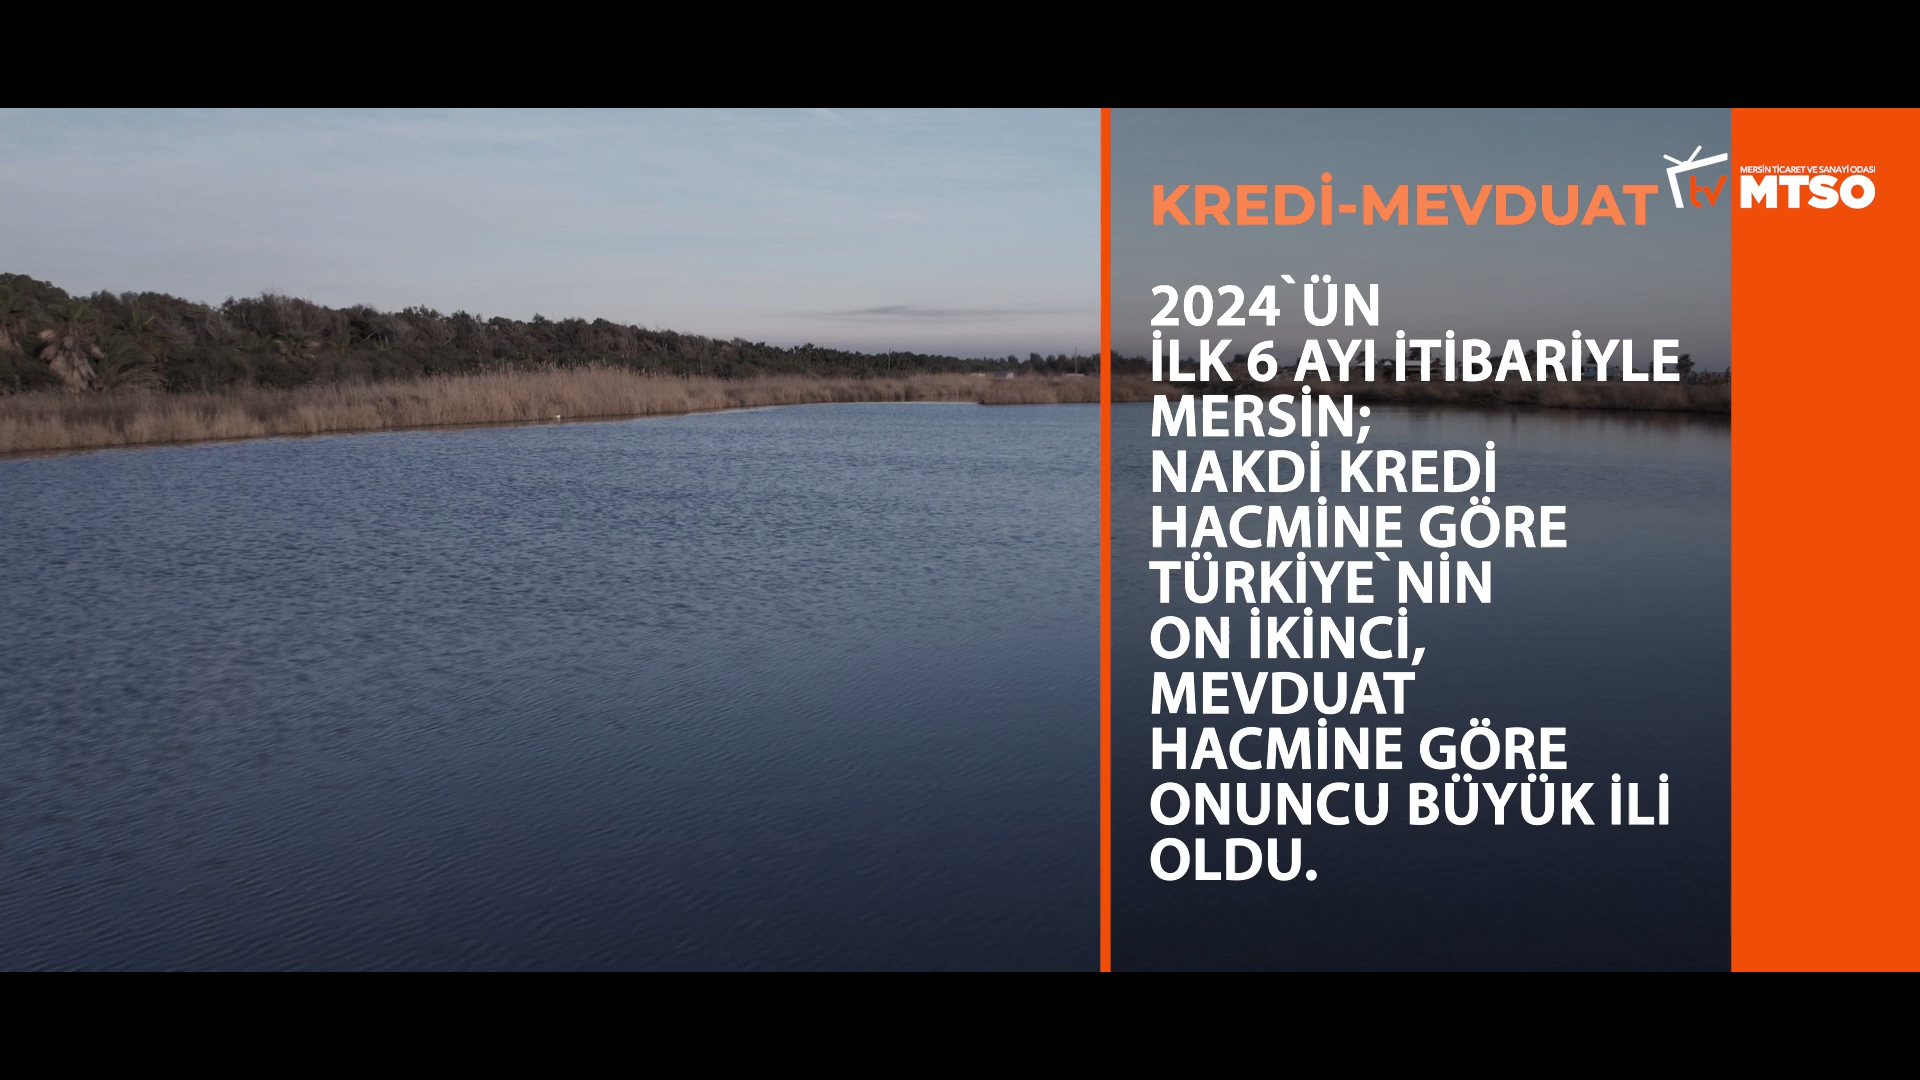 KREDİ-MEVDUAT
tv
MERSİN TİCARET VE SANAYİ ODASI
MTSO
2024`ÜN
İLK 6 AYI İTİBARİYLE
MERSİN;
NAKDİ KREDİ
HACMİNE GÖRE
TÜRKİYE`NİN
ON İKİNCİ,
MEVDUAT
HACMİNE GÖRE
ONUNCU BÜYÜK İLİ
OLDU.